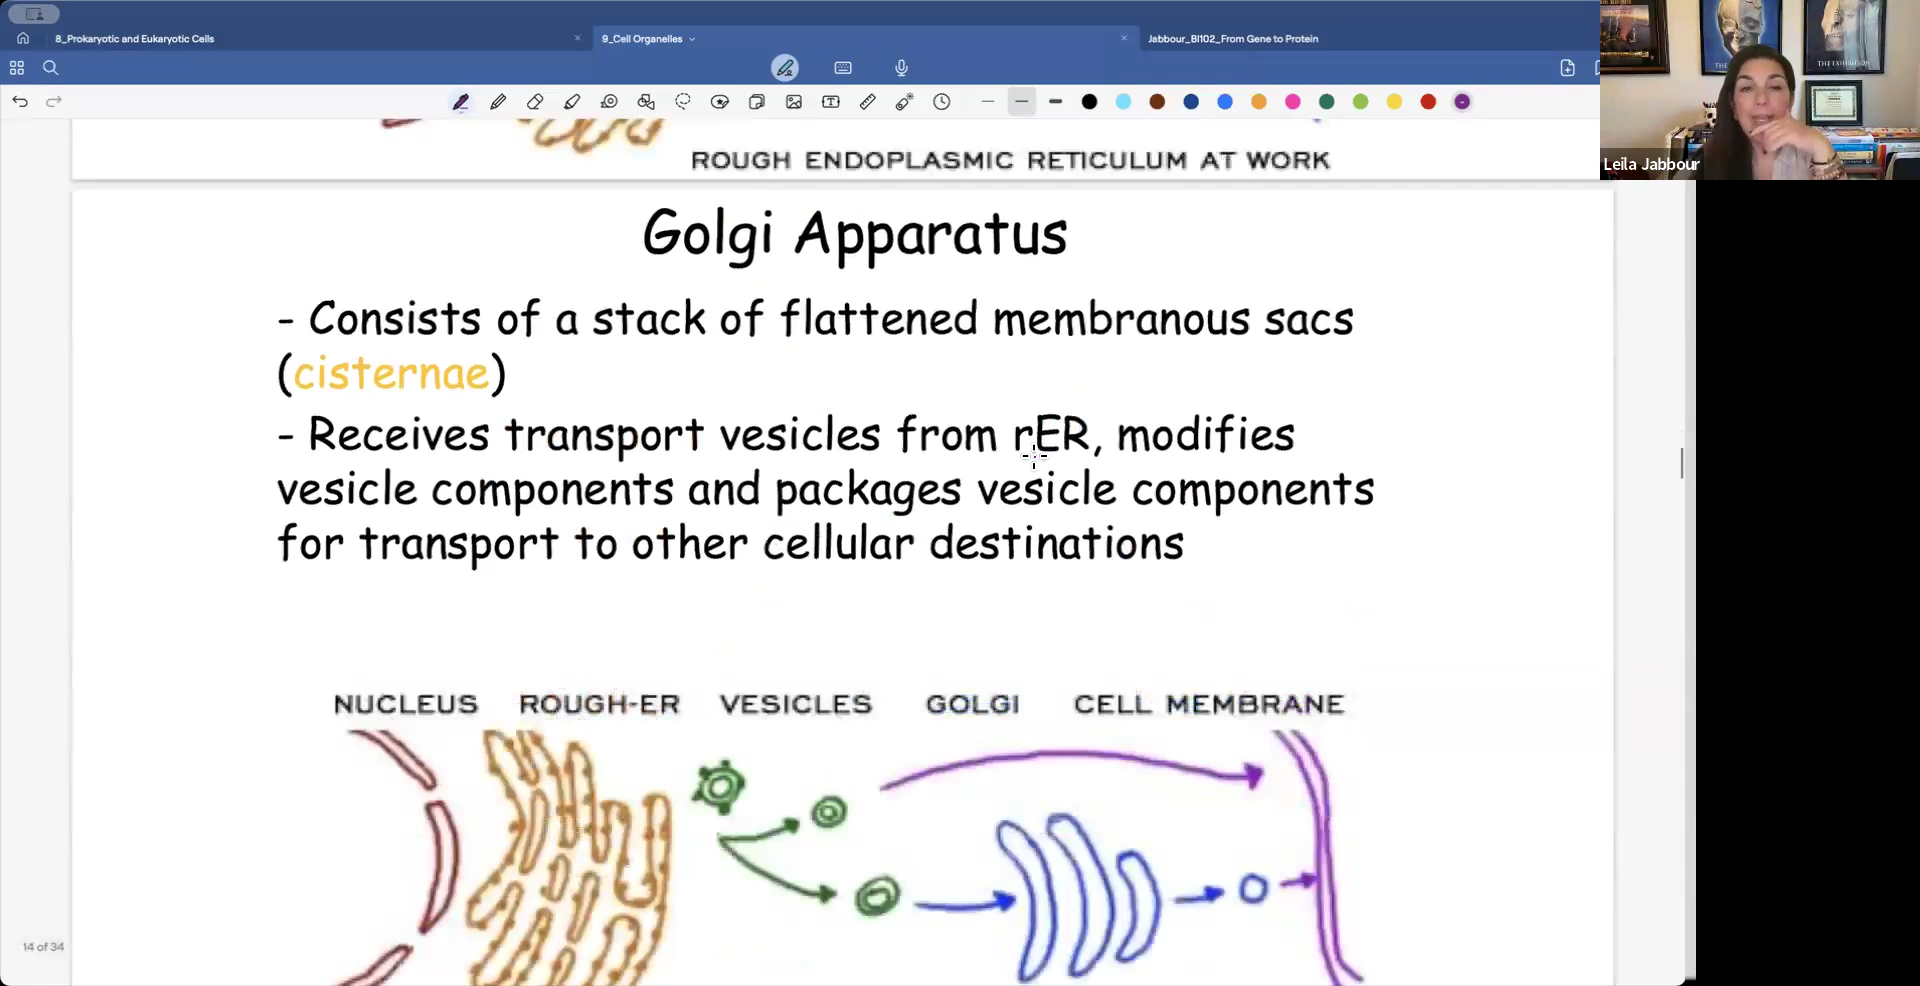 8_Prokaryotic and Eukaryotic Cells
9_Cell Organelles
Jabbour_BI102_From Gene to Protein
Leila Jabbour
ROUGH ENDOPLASMIC RETICULUM AT WORK
Golgi Apparatus
- Consists of a stack of flattened membranous sacs
(cisternae)
- Receives transport vesicles from rER, modifies
vesicle components and packages vesicle components
for transport to other cellular destinations
NUCLEUS ROUGH-ER VESICLES GOLGI CELL MEMBRANE
14 of 34